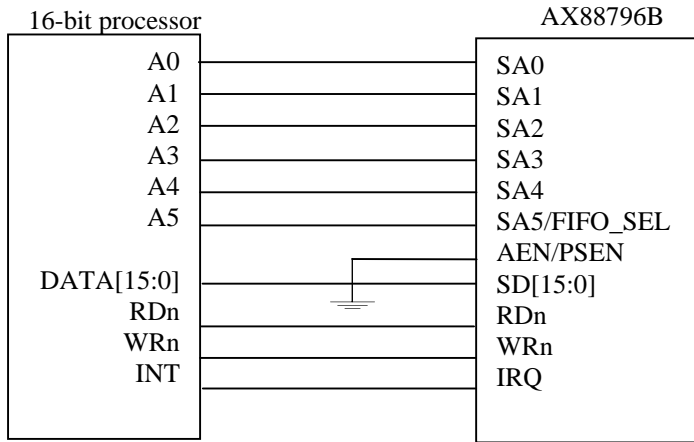 16-bit processor
AX88796B
A0
A1
A2
A3
A4
A5
DATA[15:0]
RDn
WRn
INT
SA0
SA1
SA2
SA3
SA4
SA5/FIFO_SEL
AEN/PSEN
SD[15:0]
RDn
WRn
IRQ